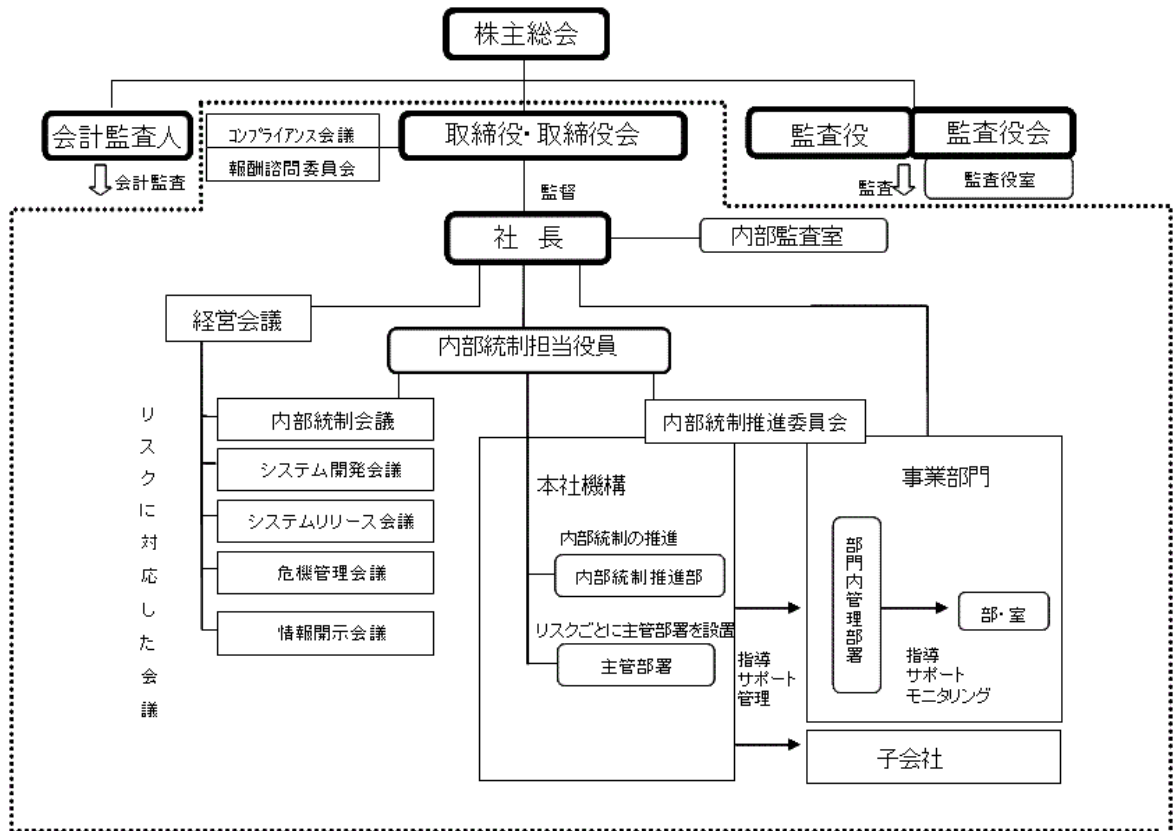 株主総会
会計監査人
コンプライアンス会議
報酬諮問委員会
取締役・取締役会
監査役
監査役会
監査役室
会計監査
監査
監督
社 長
内部監査室
経営会議
内部統制担当役員
リスクに対応した会議
内部統制会議
システム開発会議
システムリリース会議
危機管理会議
情報開示会議
内部統制推進委員会
本社機構
内部統制の推進
内部統制推進部
リスクごとに主管部署を設置
主管部署
指導
サポート
管理
事業部門
部門内管理部署
部・室
指導
サポート
モニタリング
子会社